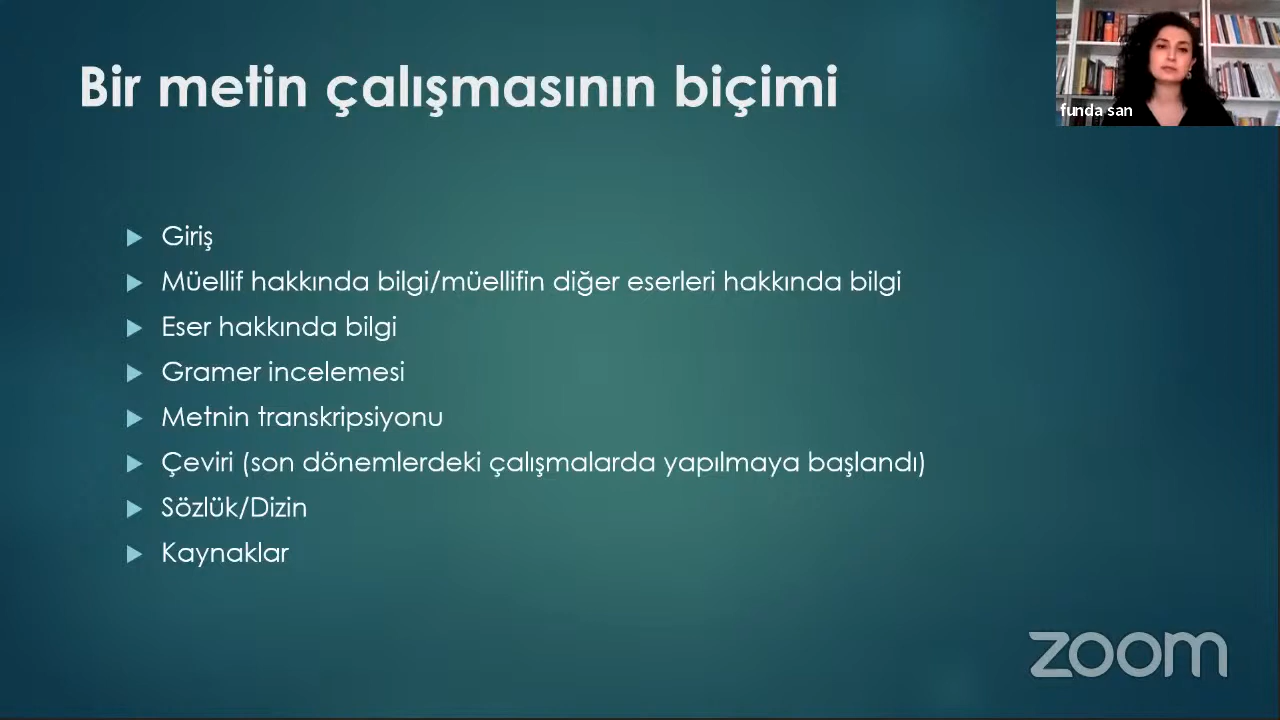 Bir metin çalışmasının biçimi
funda san
Giriş
Müellif hakkında bilgi/müellifin diğer eserleri hakkında bilgi
Eser hakkında bilgi
Gramer incelemesi
Metnin transkripsiyonu
Çeviri (son dönemlerdeki çalışmalarda yapılmaya başlandı)
Sözlük/Dizin
Kaynaklar
zoom